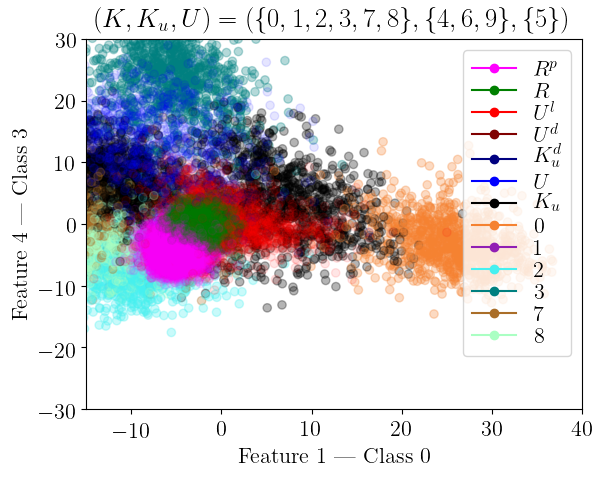 (K, K_u, U) = ({0, 1, 2, 3, 7, 8}, {4, 6, 9}, {5})
30
20
10
0
−10
−20
−30
Feature 4 — Class 3
R^p
R
U^l
U^d
K_u^d
U
K_u
0
1
2
3
7
8
−10 0 10 20 30 40
Feature 1 — Class 0